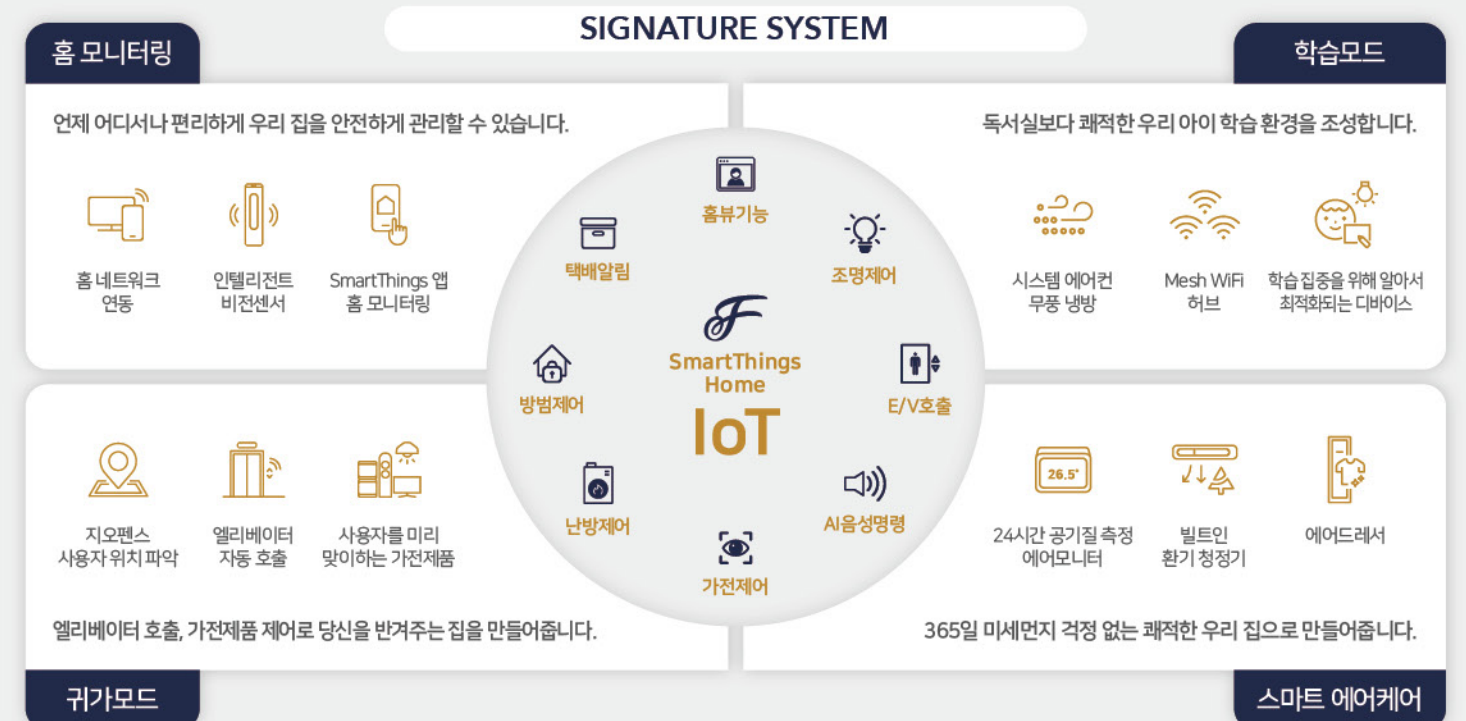 SIGNATURE SYSTEM
홈 모니터링
언제 어디서나 편리하게 우리 집을 안전하게 관리할 수 있습니다.
홈 네트워크
연동
인텔리전트
비전센서
SmartThings 앱
홈 모니터링
학습모드
독서실보다 쾌적한 우리 아이 학습 환경을 조성합니다.
시스템 에어컨
무풍 냉방
Mesh WiFi
허브
학습 집중을 위해 알아서
최적화되는 디바이스
홈뷰기능
택배알림
조명제어
방범제어
SmartThings
Home
IoT
E/V호출
난방제어
AI음성명령
가전제어
지오펜스
사용자 위치 파악
엘리베이터
자동 호출
사용자를 미리
맞이하는 가전제품
엘리베이터 호출, 가전제품 제어로 당신을 반겨주는 집을 만들어줍니다.
귀가모드
26.5°
24시간 공기질 측정
에어모니터
빌트인
환기 청정기
에어드레서
365일 미세먼지 걱정 없는 쾌적한 우리 집으로 만들어줍니다.
스마트 에어케어